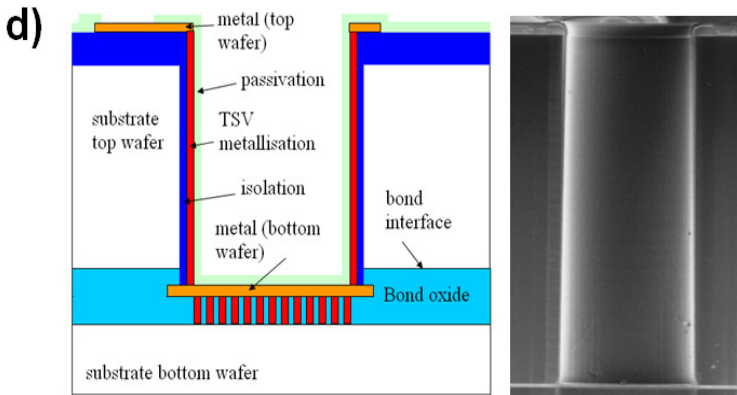 d)
metal (top
wafer)
passivation
substrate
top wafer
TSV
metallisation
isolation
bond
interface
metal (bottom
wafer)
Bond oxide
substrate bottom wafer